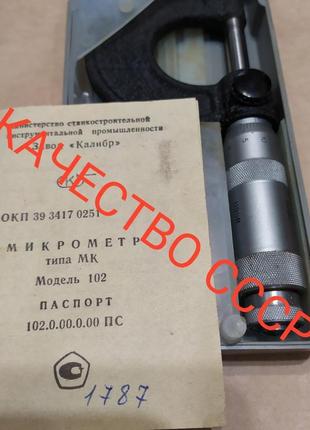 министерство станкостроительной
инструментальной промышленности
Завод «Калибр»
ОКП 39 3417 0251
МИКРОМЕТР
типа МК
Модель 102
ПАСПОРТ
102.0.00.0.00 ПС
1787
КАЧЕСТВО СССР